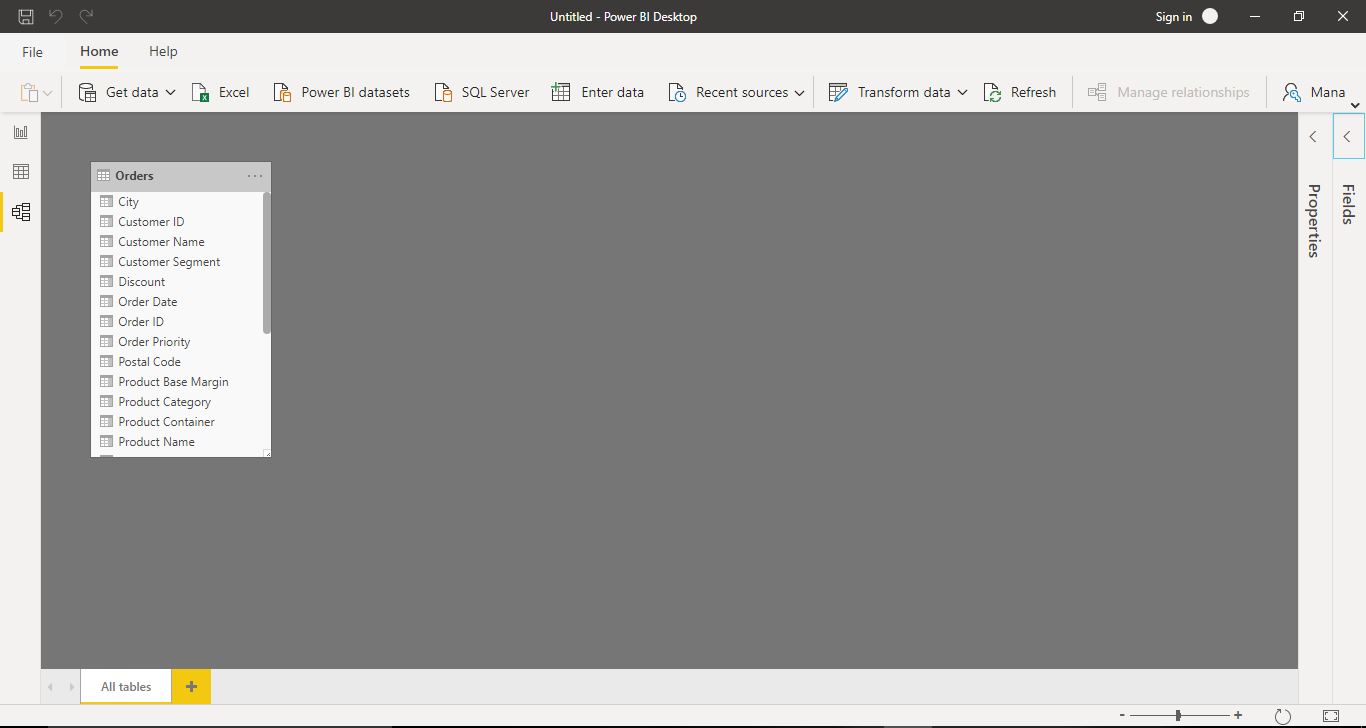 Untitled - Power BI Desktop
Sign in
File Home Help
Get data Excel Power BI datasets SQL Server Enter data Recent sources Transform data Refresh Manage relationships Mana
Orders ...
City
Customer ID
Customer Name
Customer Segment
Discount
Order Date
Order ID
Order Priority
Postal Code
Product Base Margin
Product Category
Product Container
Product Name
Properties
Fields
All tables +
- +